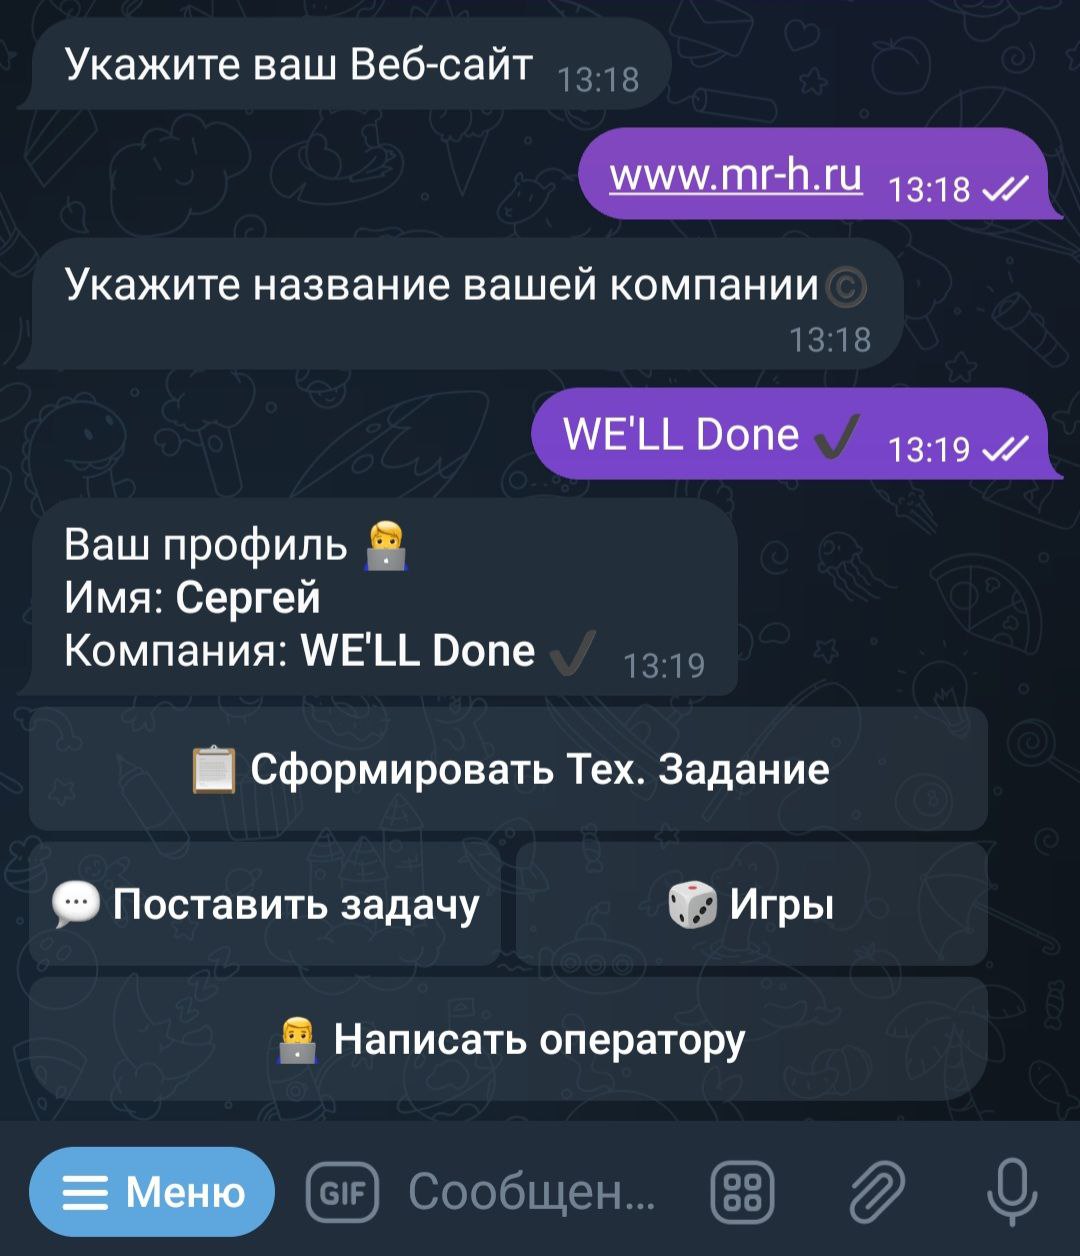 Укажите ваш Веб-сайт 13:18
www.mr-h.ru 13:18
Укажите название вашей компании©
13:18
WE'LL Done ✔ 13:19
Ваш профиль 👨‍💻
Имя: Сергей
Компания: WE'LL Done ✔ 13:19
📋 Сформировать Тех. Задание
💬 Поставить задачу
🎲 Игры
👨‍💻 Написать оператору
Меню GIF Сообщен...